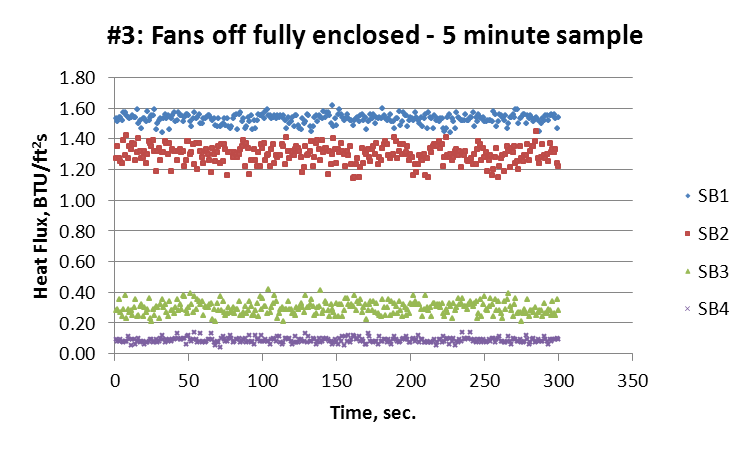 #3: Fans off fully enclosed - 5 minute sample
1.80
1.60
1.40
1.20
1.00
0.80
0.60
0.40
0.20
0.00
Heat Flux, BTU/ft²s
0 50 100 150 200 250 300 350
Time, sec.
SB1
SB2
SB3
SB4